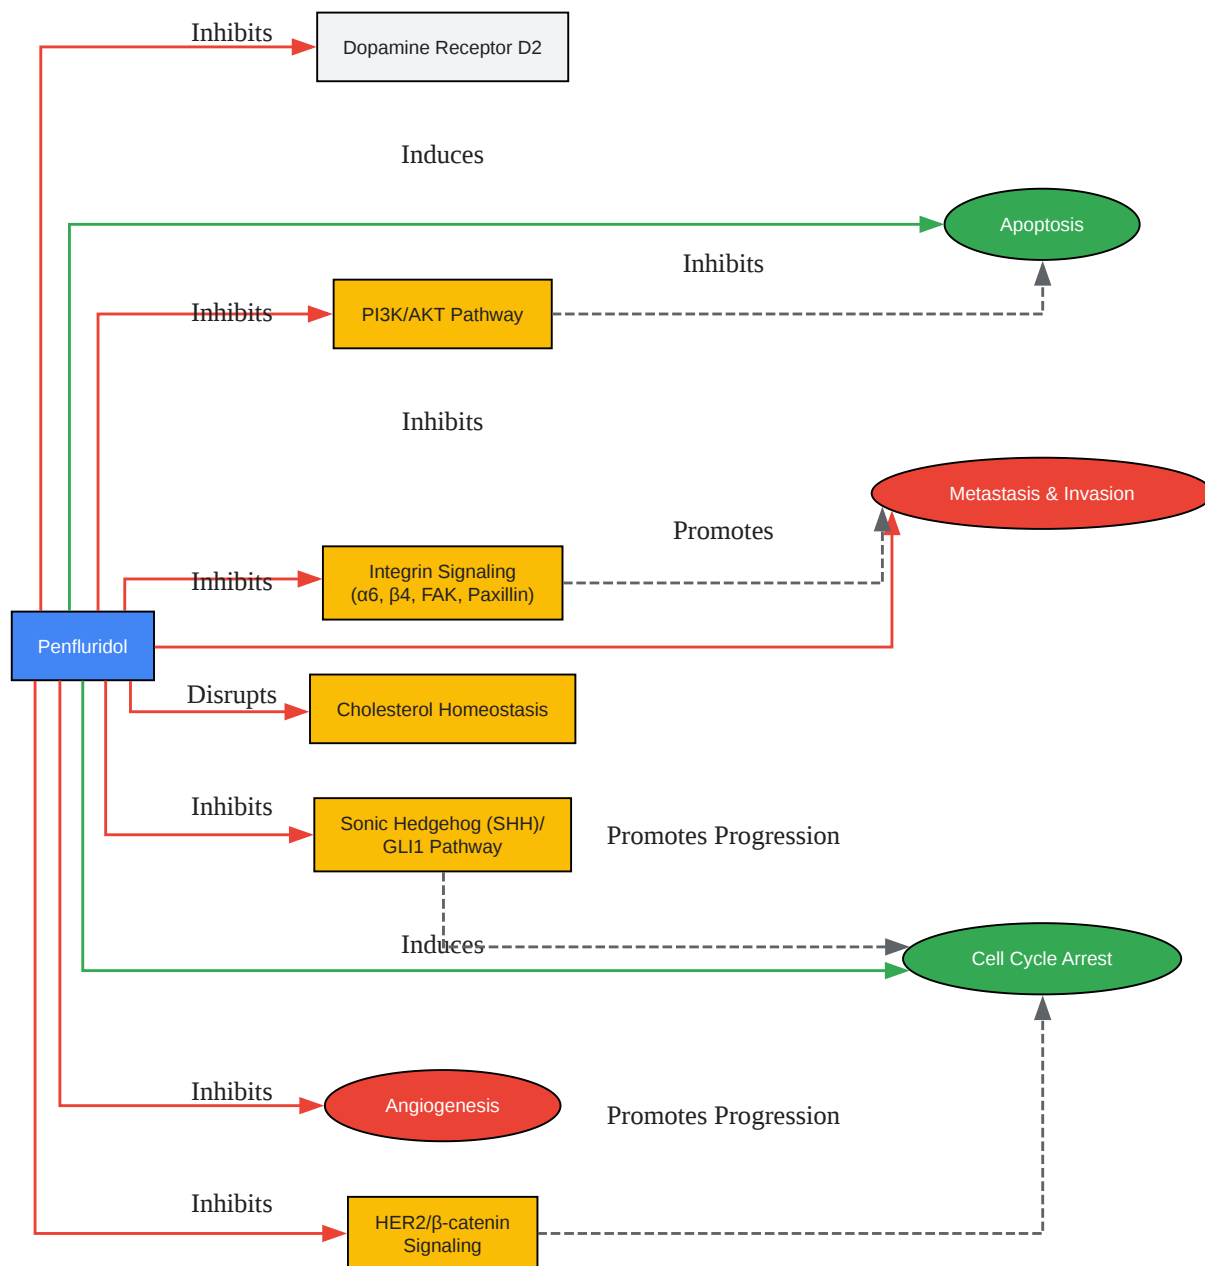 Inhibits
Dopamine Receptor D2
Induces
Apoptosis
Inhibits
Inhibits
PI3K/AKT Pathway
Inhibits
Metastasis & Invasion
Promotes
Integrin Signaling
(α6, β4, FAK, Paxillin)
Inhibits
Penfluridol
Disrupts
Cholesterol Homeostasis
Inhibits
Sonic Hedgehog (SHH)/
GLI1 Pathway
Promotes Progression
Induces
Cell Cycle Arrest
Inhibits
Angiogenesis
Promotes Progression
Inhibits
HER2/β-catenin
Signaling